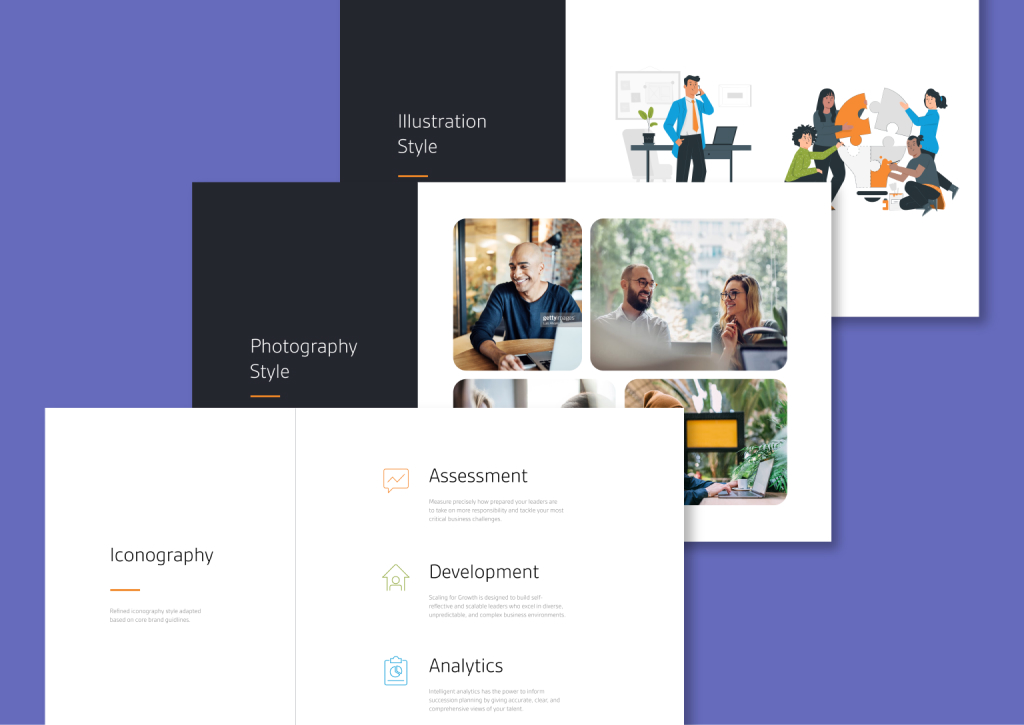 Illustration
Style
gettyimages
Photography
Style
Assessment
Measure precisely how prepared your leaders are
to take on more responsibility and tackle your most
critical business challenges.
Iconography
Refined iconography style adapted
based on core brand guidlines.
Development
Scaling for Growth is designed to build self-
reflective and scalable leaders who excel in diverse,
unpredictable, and complex business environments.
Analytics
Intelligent analytics has the power to inform
succession planning by giving accurate, clear, and
comprehensive views of your talent.